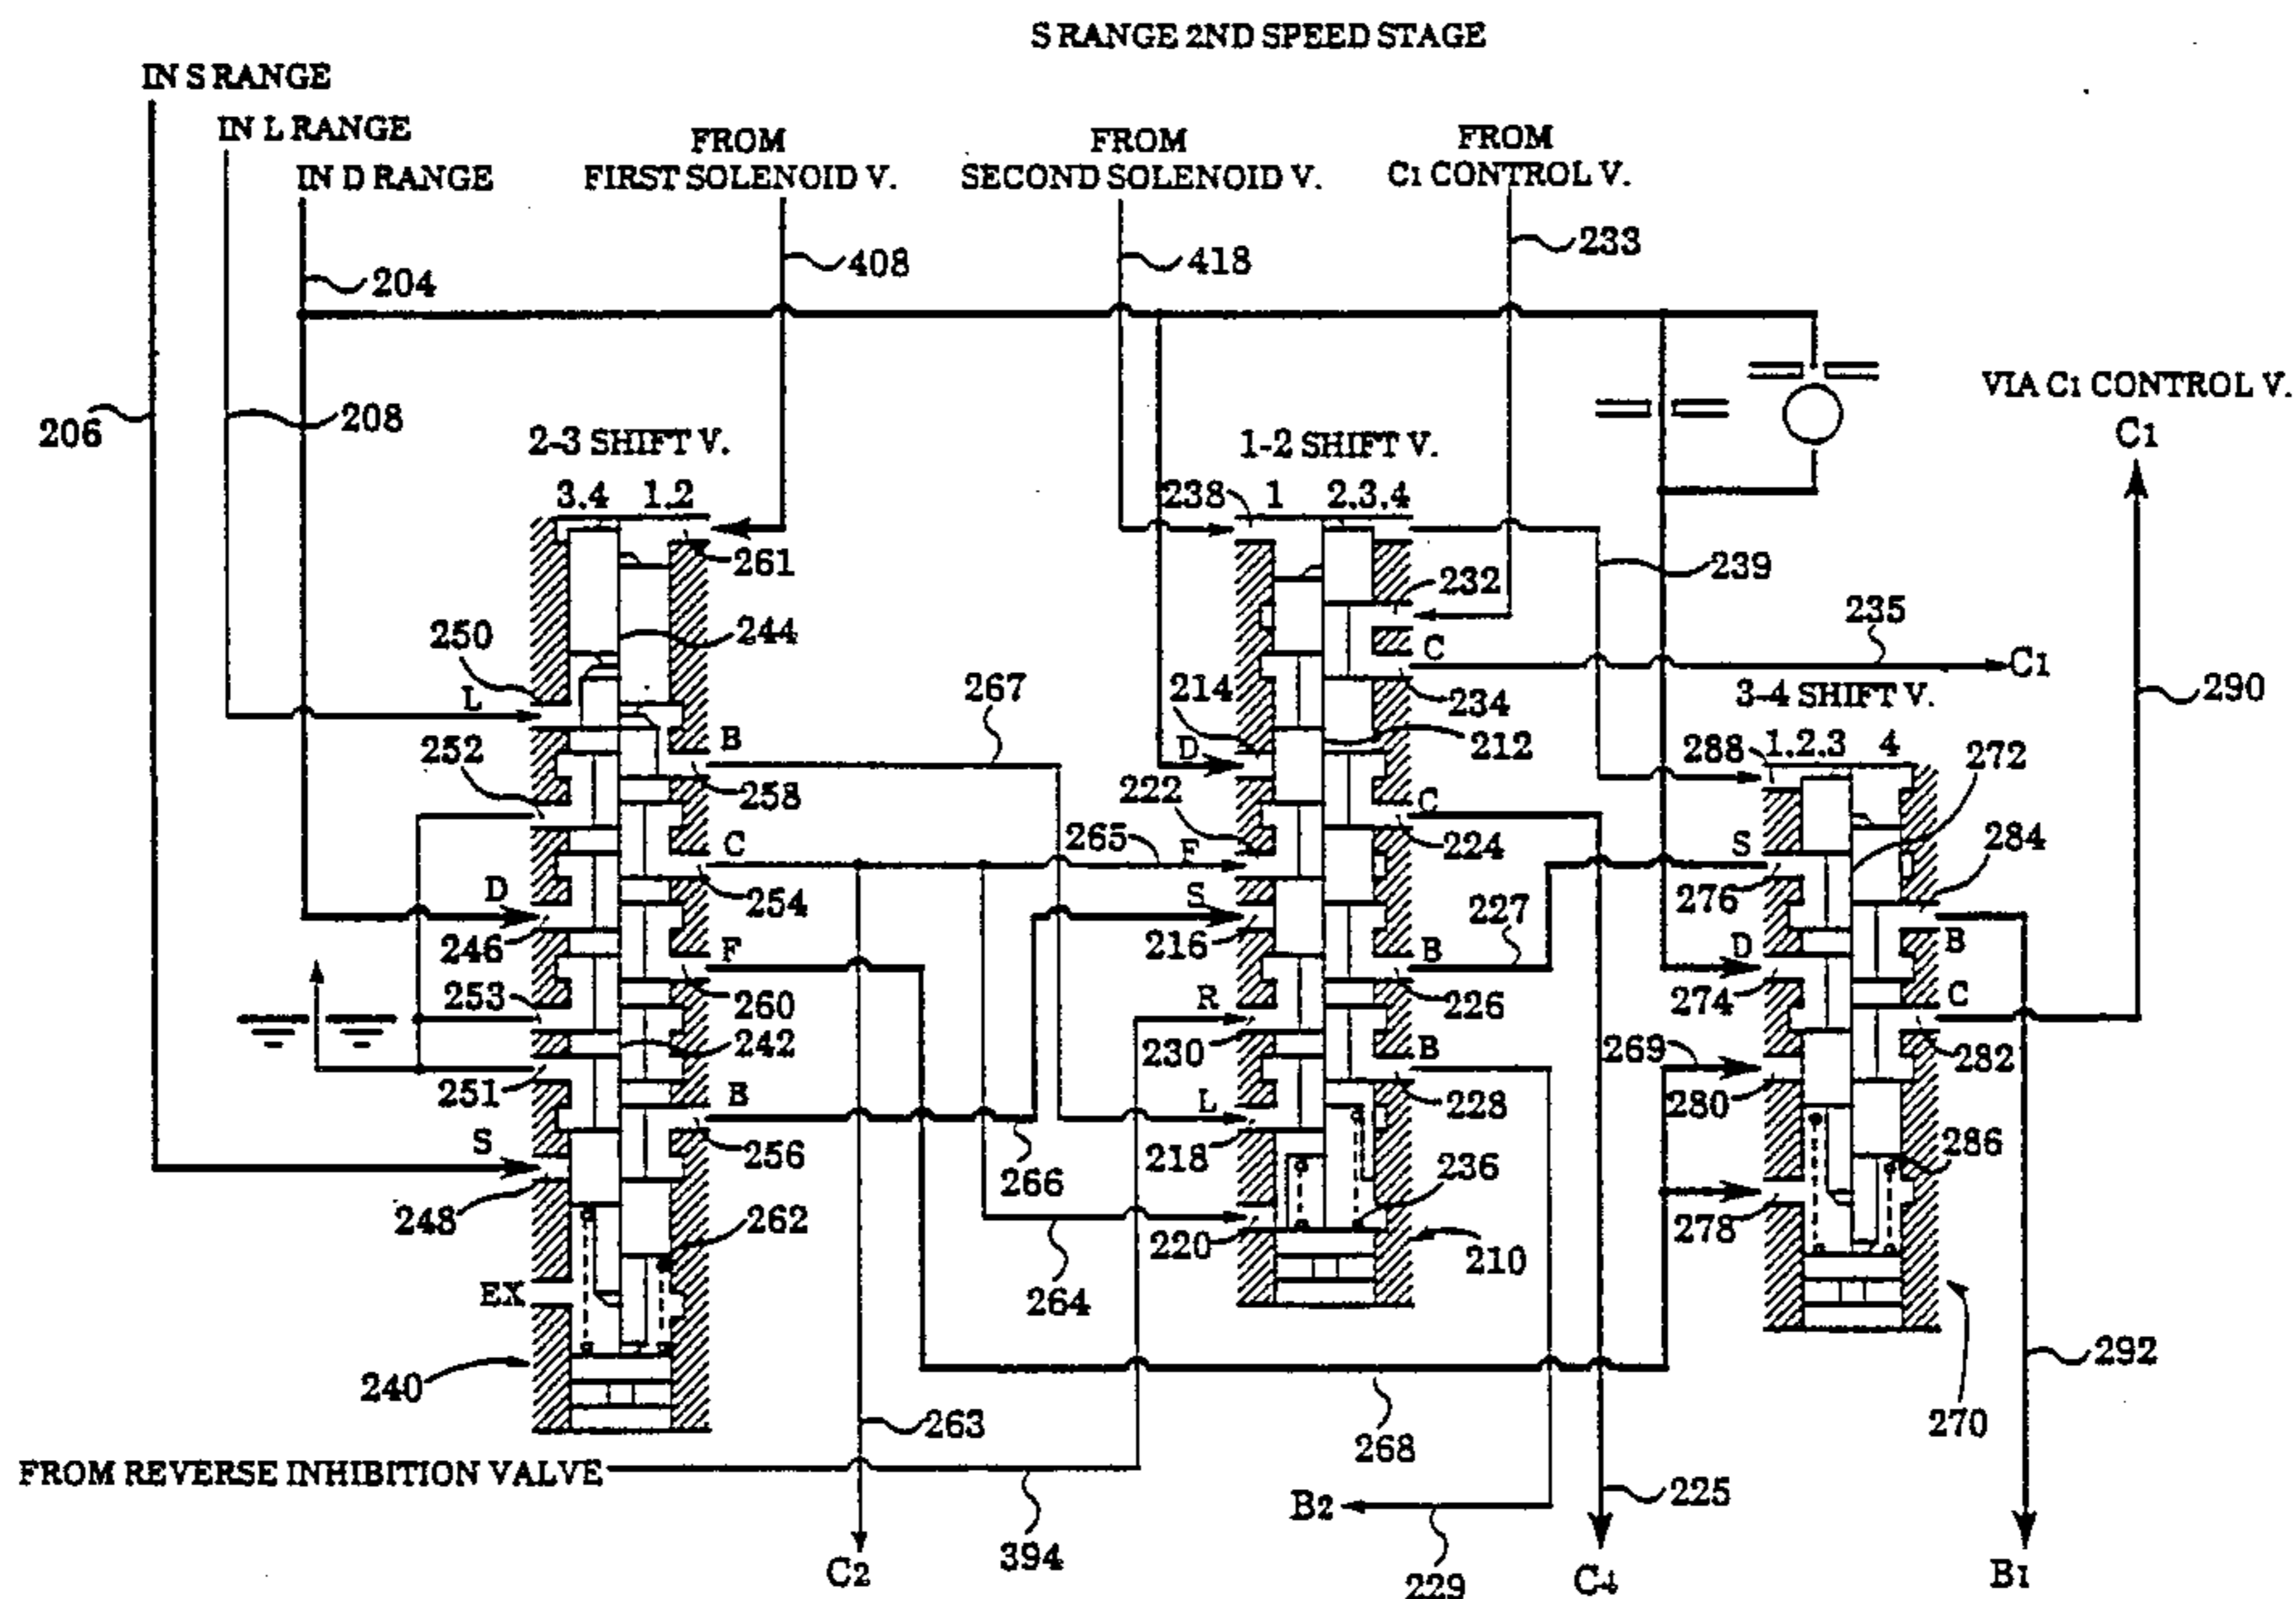 S RANGE 2ND SPEED STAGE
IN S RANGE
IN L RANGE
IN D RANGE
FROM
FIRST SOLENOID V.
FROM
SECOND SOLENOID V.
FROM
C1 CONTROL V.
233
408
418
204
VIA C1 CONTROL V.
C1
206
208
2-3 SHIFT V.
1-2 SHIFT V.
3.4
1.2
238
1
2.3.4
261
239
232
250
244
235
C
C1
L
267
214
234
3-4 SHIFT V.
290
252
B
D
212
288
1.2.3
4
272
258
222
C
S
284
C
265
F
224
D
S
254
227
276
246
216
F
B
D
B
253
R
226
274
C
260
242
230
B
269
282
251
B
L
228
280
S
256
266
218
236
286
248
262
278
EX
264
220
210
240
292
263
268
270
FROM REVERSE INHIBITION VALVE
225
B2
C2
394
229
C4
B1